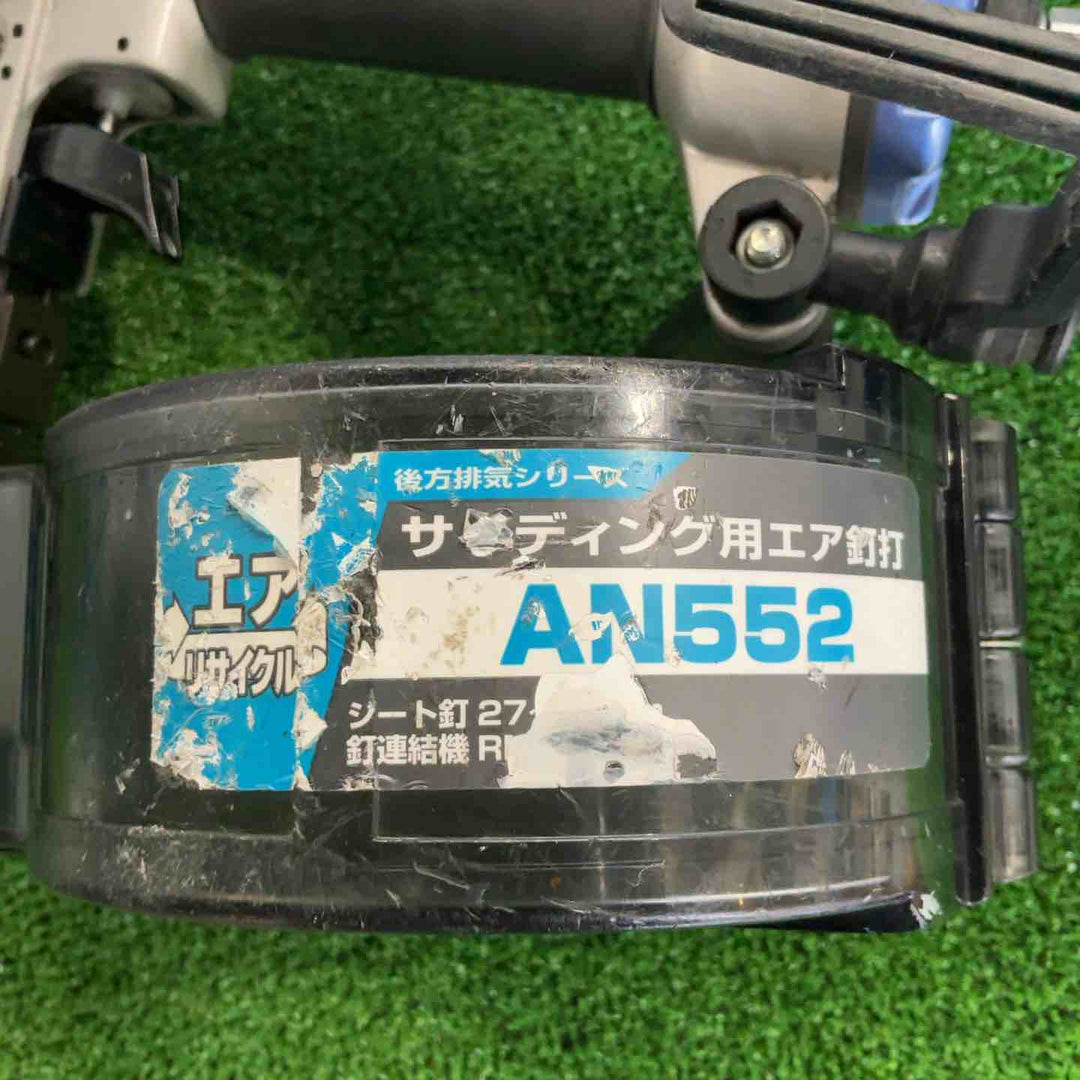 後方排気シリーズ
サイディング用エア釘打
AN552
エア
リサイクル
シート釘 27
釘連結機